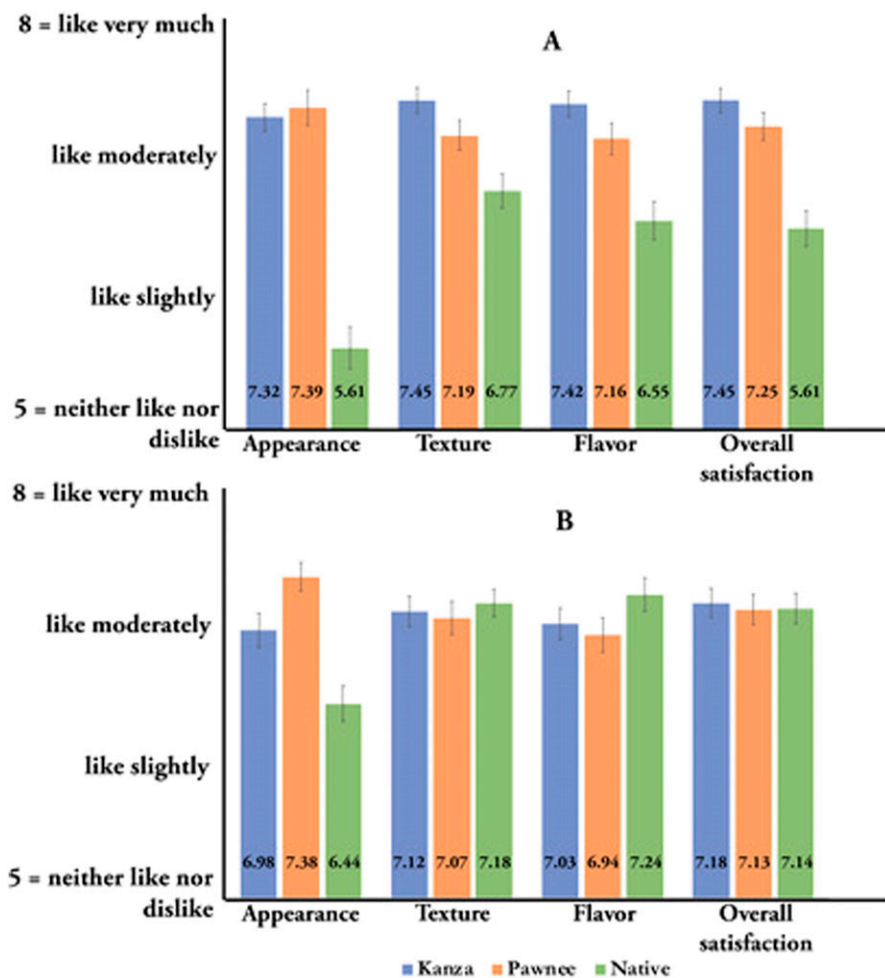 8 = like very much
A
like moderately
like slightly
7.32 7.39 5.61 7.45 7.19 6.77 7.42 7.16 6.55 7.45 7.25 5.61
5 = neither like nor
dislike
Appearance Texture Flavor Overall
satisfaction
8 = like very much
B
like moderately
like slightly
6.98 7.38 6.44 7.12 7.07 7.18 7.03 6.94 7.24 7.18 7.13 7.14
5 = neither like nor
dislike
Appearance Texture Flavor Overall
satisfaction
Kanza Pawnee Native